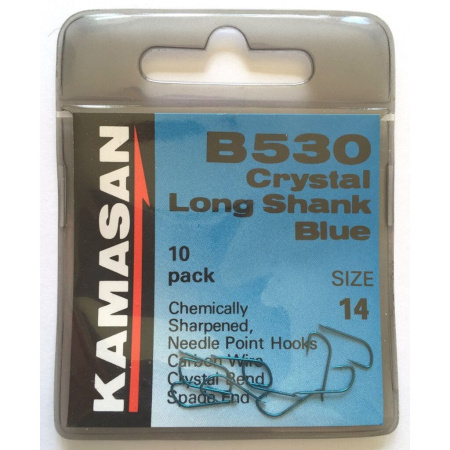 KAMASAN
B530
Crystal
Long Shank
Blue
10
pack
SIZE
14
Chemically
Sharpened,
Needle Point Hooks
Carbon Wire
Crystal Bend
Spade End